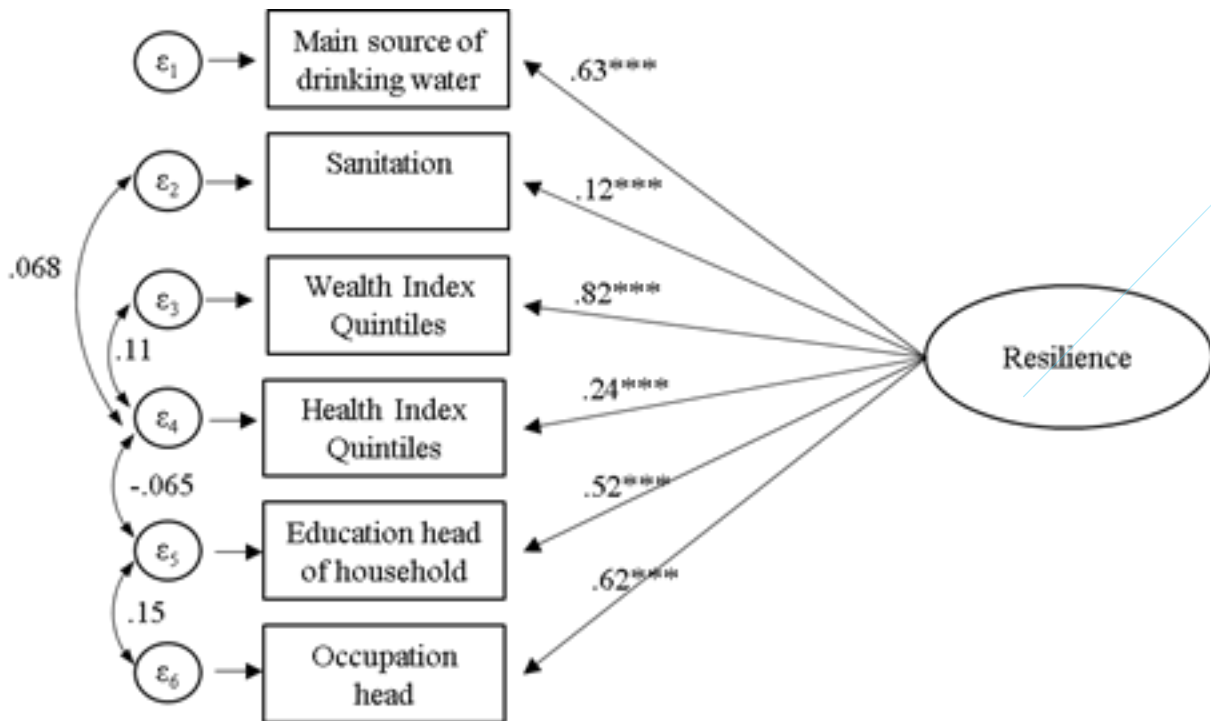 ε1
Main source of
drinking water
.63***
ε2
Sanitation
.12***
.068
ε3
Wealth Index
Quintiles
.82***
.11
Resilience
ε4
Health Index
Quintiles
.24***
-.065
ε5
Education head
of household
.52***
.15
ε6
Occupation
head
.62***